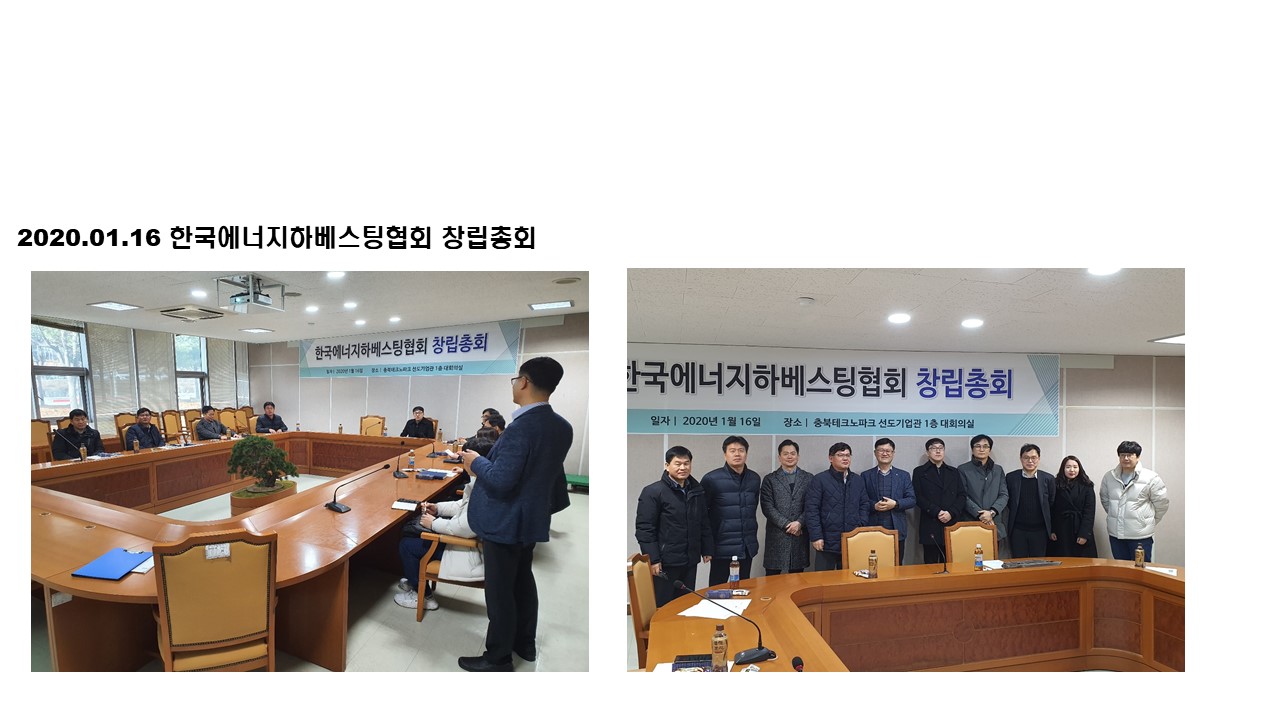 2020.01.16 한국에너지하베스팅협회 창립총회
한국에너지하베스팅협회 창립총회
일자 | 2020년 1월 16일 장소 | 충북테크노파크 선도기업관 1층 대회의실
한국에너지하베스팅협회 창립총회
일자 | 2020년 1월 16일 장소 | 충북테크노파크 선도기업관 1층 대회의실